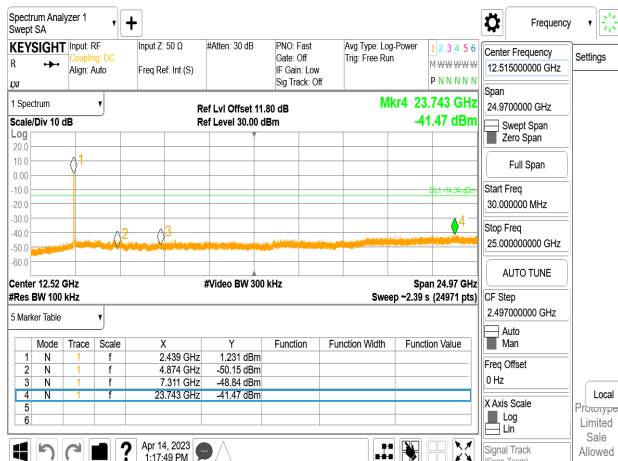 Spectrum Analyzer 1
Swept SA
+
Frequency
KEYSIGHT
Input: RF
Coupling: DC
Align: Auto
Input Z: 50 Ω
Freq Ref: Int (S)
#Atten: 30 dB
PNO: Fast
Gate: Off
IF Gain: Low
Sig Track: Off
Avg Type: Log-Power
Trig: Free Run
1 2 3 4 5 6
M W W W W W
P N N N N N
R
LXI
1 Spectrum
Scale/Div 10 dB
Ref Lvl Offset 11.80 dB
Ref Level 30.00 dBm
Mkr4 23.743 GHz
-41.47 dBm
Log
20.0
10.0
0.00
-10.0
-20.0
-30.0
-40.0
-50.0
-60.0
1
2
3
4
DL1 -14.34 dBm
Center 12.52 GHz
#Video BW 300 kHz
Span 24.97 GHz
#Res BW 100 kHz
Sweep ~2.39 s (24971 pts)
5 Marker Table
Mode Trace Scale X Y Function Function Width Function Value
1 N 1 f 2.439 GHz 1.231 dBm
2 N 1 f 4.874 GHz -50.15 dBm
3 N 1 f 7.311 GHz -48.84 dBm
4 N 1 f 23.743 GHz -41.47 dBm
5
6
?
Apr 14, 2023
1:17:49 PM
Center Frequency
12.515000000 GHz
Span
24.9700000 GHz
Swept Span
Zero Span
Full Span
Start Freq
30.000000 MHz
Stop Freq
25.000000000 GHz
AUTO TUNE
CF Step
2.497000000 GHz
Auto
Man
Freq Offset
0 Hz
X Axis Scale
Log
Lin
Signal Track
(Span Zoom)
Settings
Local
Prototype
Limited
Sale
Allowed